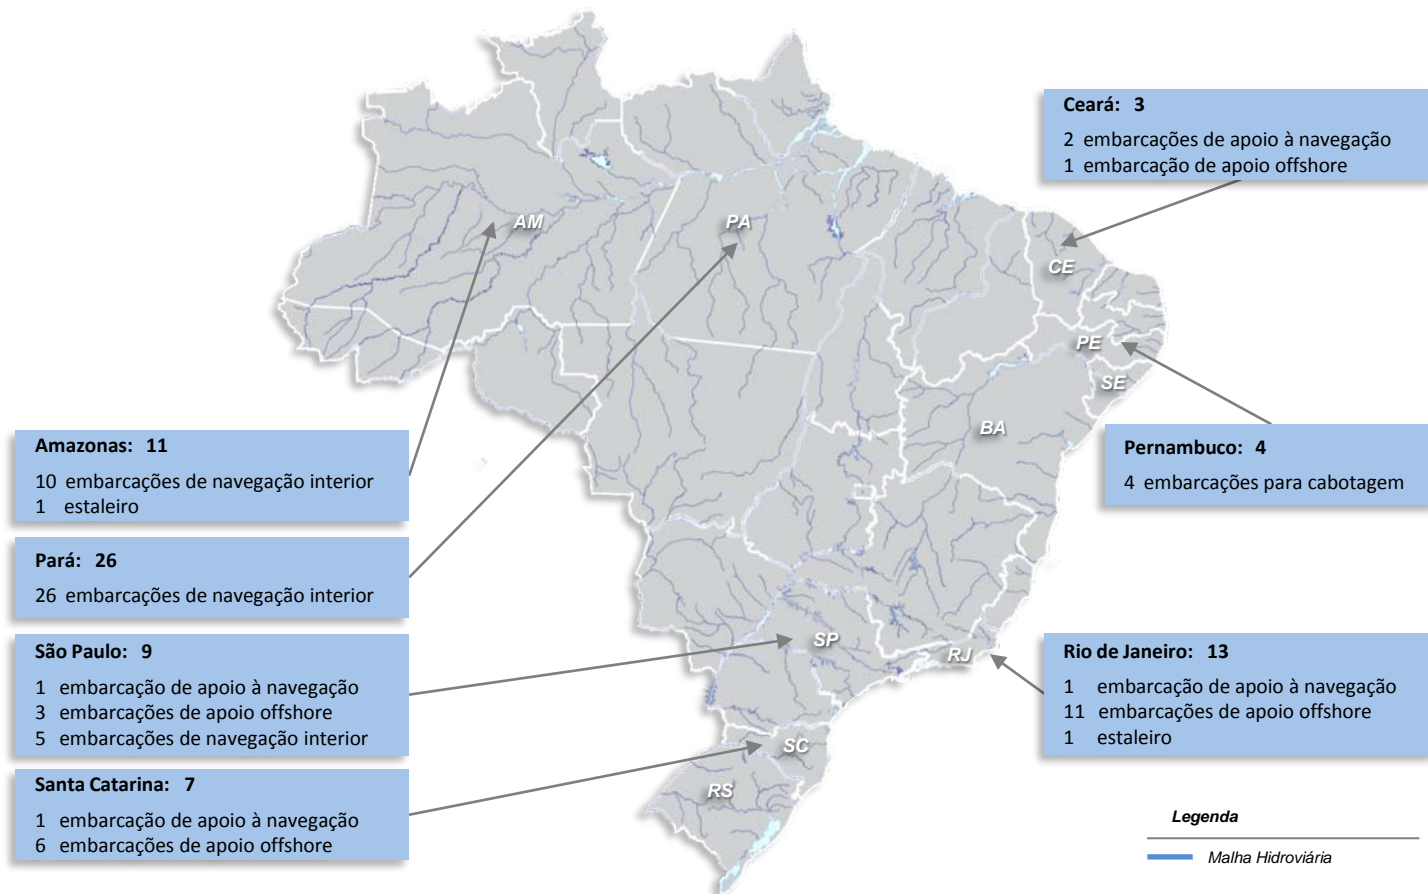 Ceará: 3
2 embarcações de apoio à navegação
1 embarcação de apoio offshore
AM
PA
CE
PE
SE
BA
Amazonas: 11
10 embarcações de navegação interior
1 estaleiro
Pernambuco: 4
4 embarcações para cabotagem
Pará: 26
26 embarcações de navegação interior
São Paulo: 9
1 embarcação de apoio à navegação
3 embarcações de apoio offshore
5 embarcações de navegação interior
SP
RJ
Rio de Janeiro: 13
1 embarcação de apoio à navegação
11 embarcações de apoio offshore
1 estaleiro
Santa Catarina: 7
1 embarcação de apoio à navegação
6 embarcações de apoio offshore
SC
RS
Legenda
Malha Hidroviária